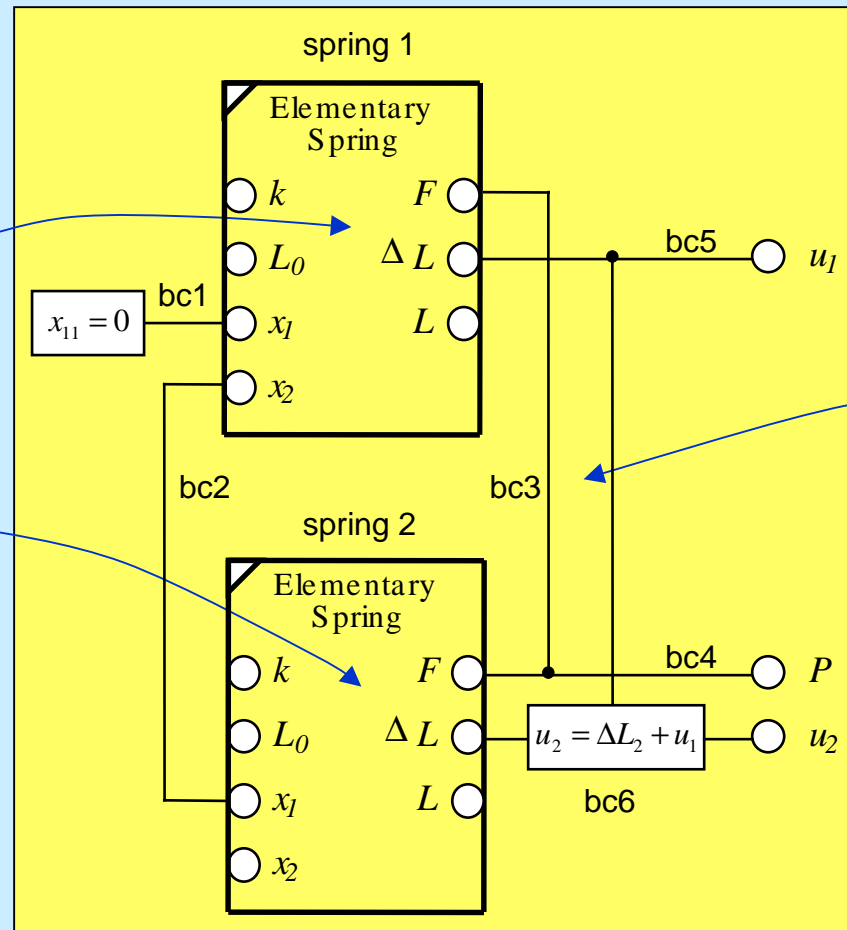 spring 1
Elementary
Spring
k F
L₀ Δ L bc5 u₁
bc1
x₁₁ = 0 x₁ L
x₂
bc2 bc3
spring 2
Elementary
Spring
k F bc4 P
L₀ Δ L u₂ = ΔL₂ + u₁ u₂
x₁ L bc6
x₂